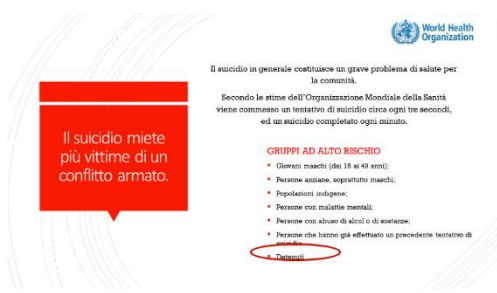 World Health
Organization
Il suicidio in generale costituisce un grave problema di salute per
la comunità.
Secondo le stime dell'Organizzazione Mondiale della Sanità
viene commesso un tentativo di suicidio circa ogni tre secondi,
ed un suicidio completato ogni minuto.
Il suicidio miete
più vittime di un
conflitto armato.
GRUPPI AD ALTO RISCHIO
• Giovani maschi (dai 15 ai 49 anni);
• Persone anziane, soprattutto maschi;
• Popolazioni indigene;
• Persone con malattie mentali;
• Persone con abuso di alcol o di sostanze;
• Persone che hanno già effettuato un precedente tentativo di
suicidio
• Detenuti